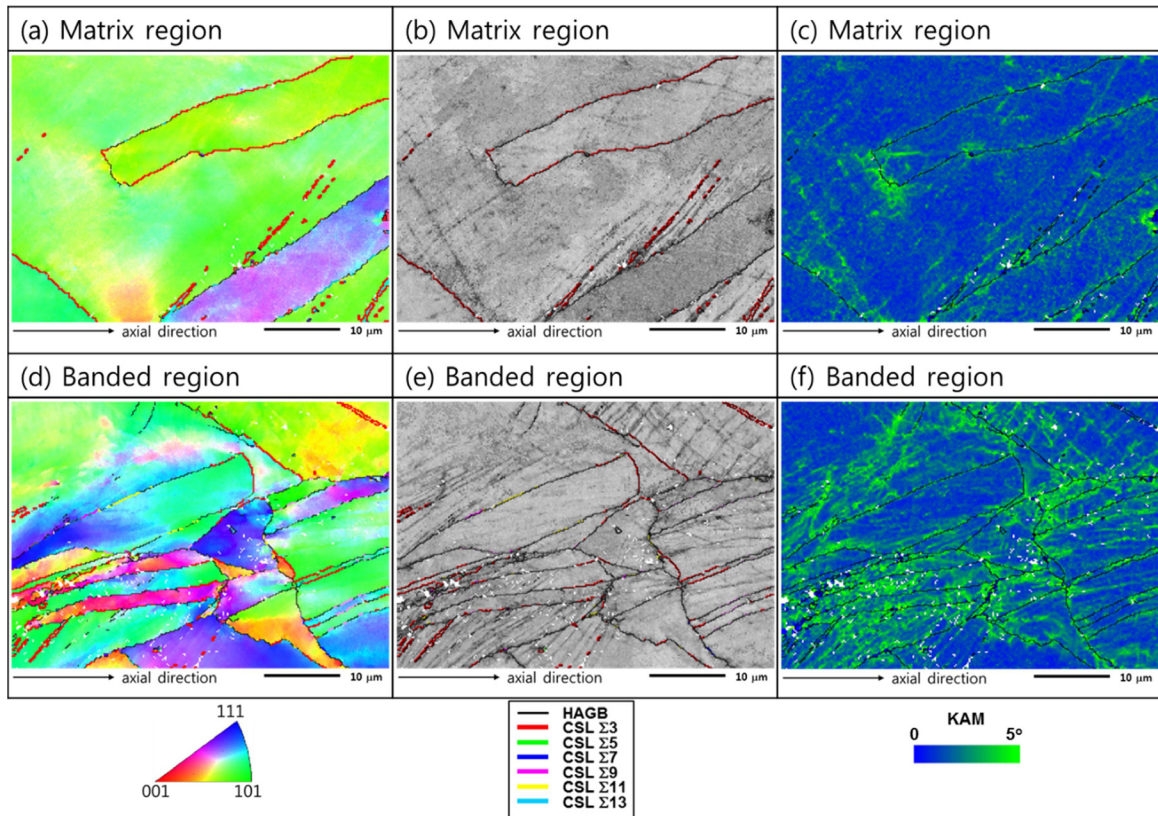 (a) Matrix region
(b) Matrix region
(c) Matrix region
axial direction
10 μm
axial direction
10 μm
axial direction
10 μm
(d) Banded region
(e) Banded region
(f) Banded region
axial direction
10 μm
axial direction
10 μm
axial direction
10 μm
111
001
101
HAGB
CSL Σ3
CSL Σ5
CSL Σ7
CSL Σ9
CSL Σ11
CSL Σ13
KAM
0
5°